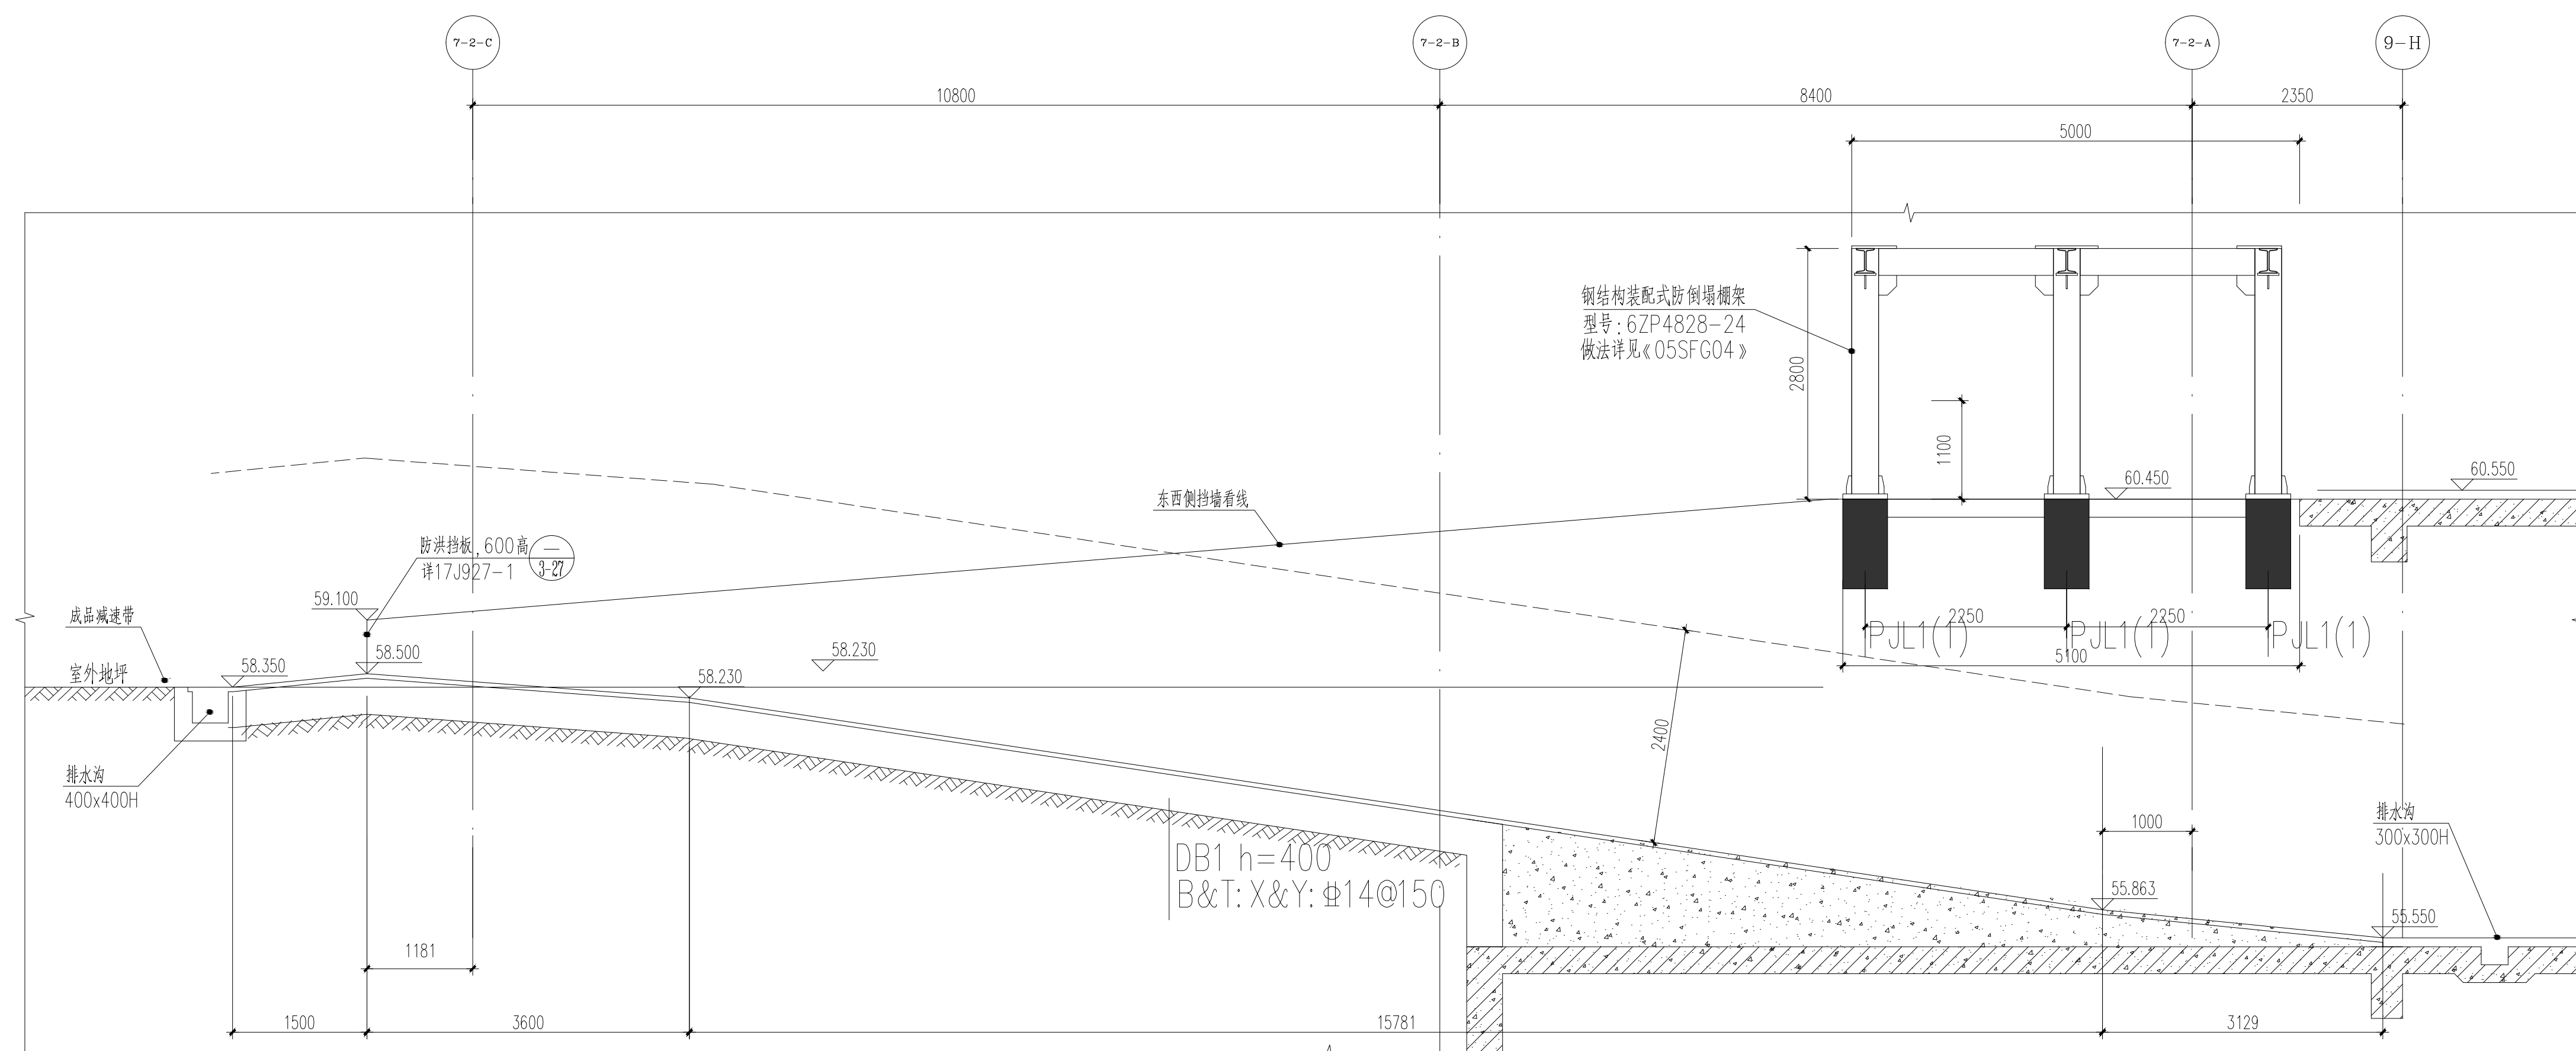 7-2-C
7-2-B
7-2-A
9-H
10800
8400
2350
5000
钢结构装配式防倒塌棚架
型号:6ZP4828-24
做法详见《05SFG04》
2800
1100
60.450
60.550
东西侧挡墙看线
防洪挡板,600高
详17J927-1
—
3-27
59.100
成品减速带
室外地坪
58.350
58.500
58.230
58.230
2250
2250
PJL1(1)
PJL1(1)
PJL1(1)
5100
2400
排水沟
400x400H
排水沟
300x300H
1000
DB1 h=400
B&T:X&Y:⌽14@150
55.863
55.550
1181
1500
3600
15781
3129